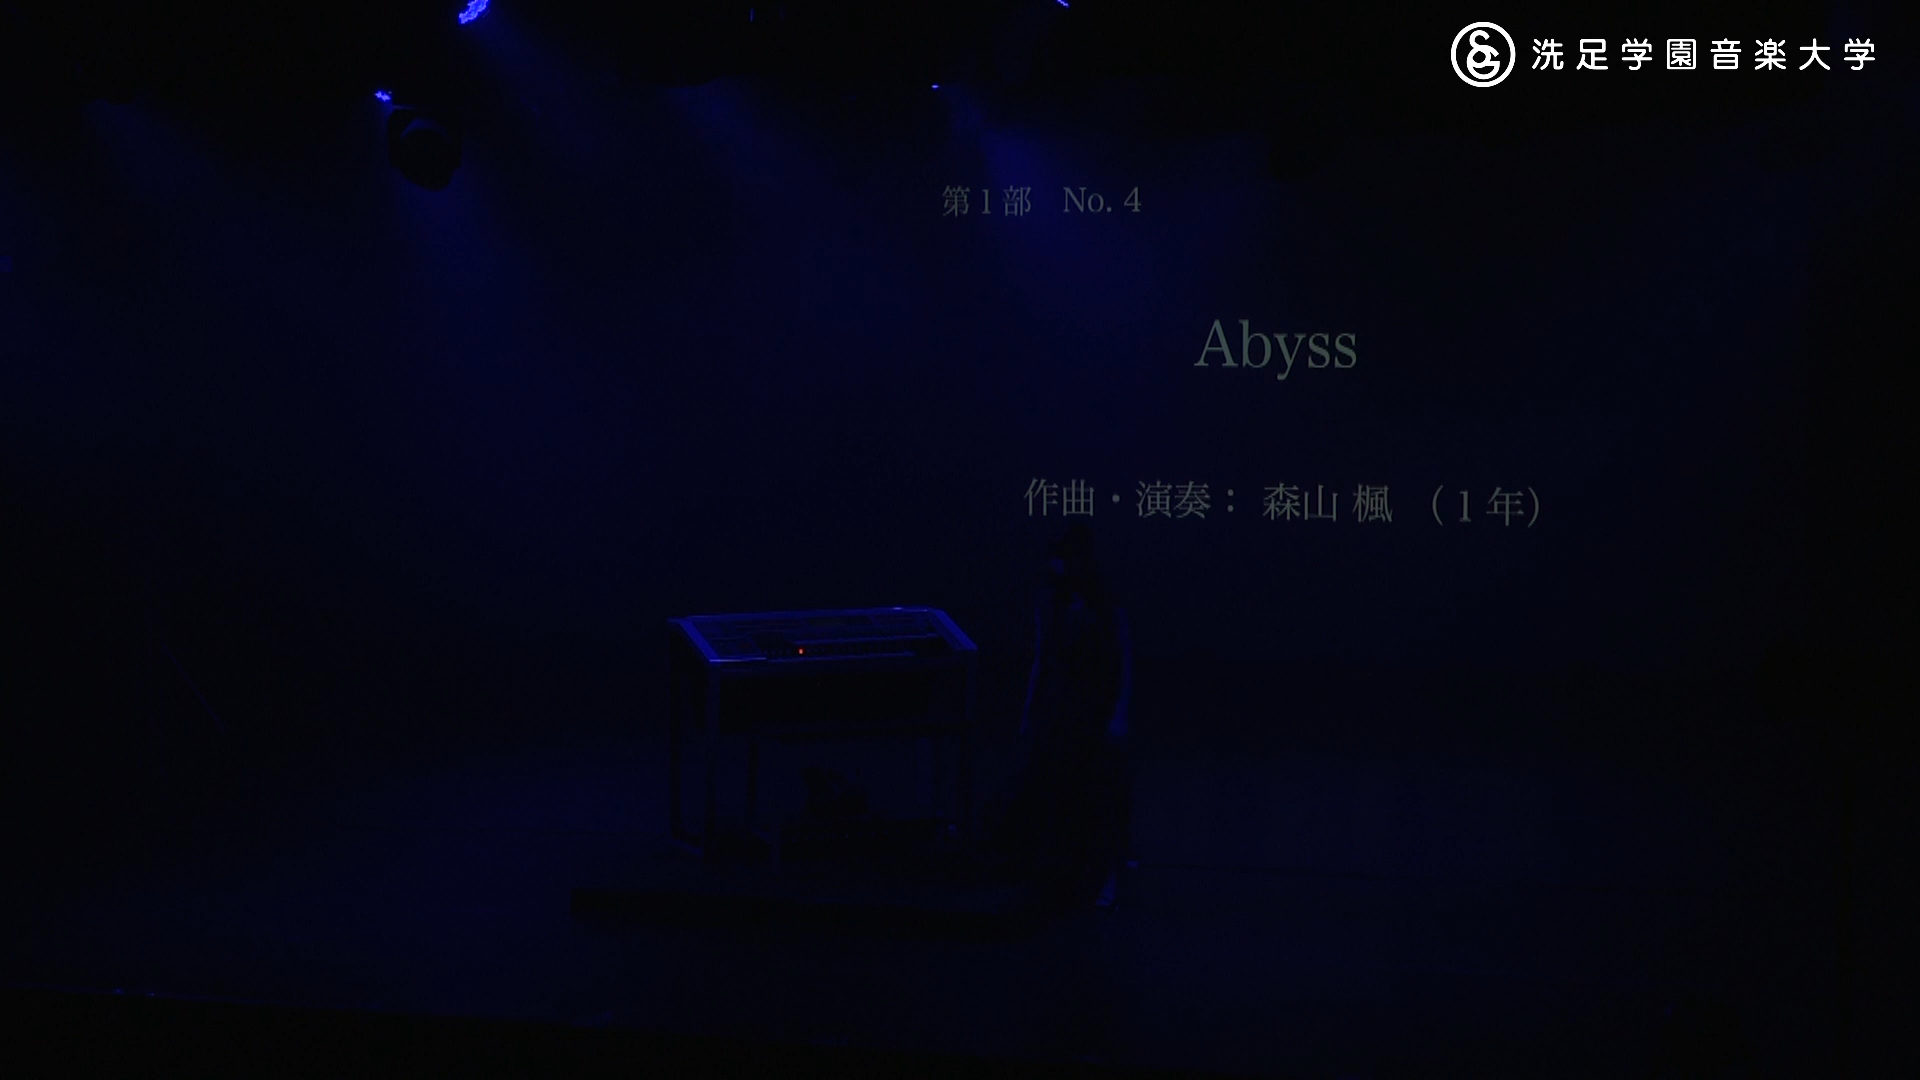 洗足学園音楽大学
第1部 No. 4
Abyss
作曲・演奏： 森山 楓 （1年）